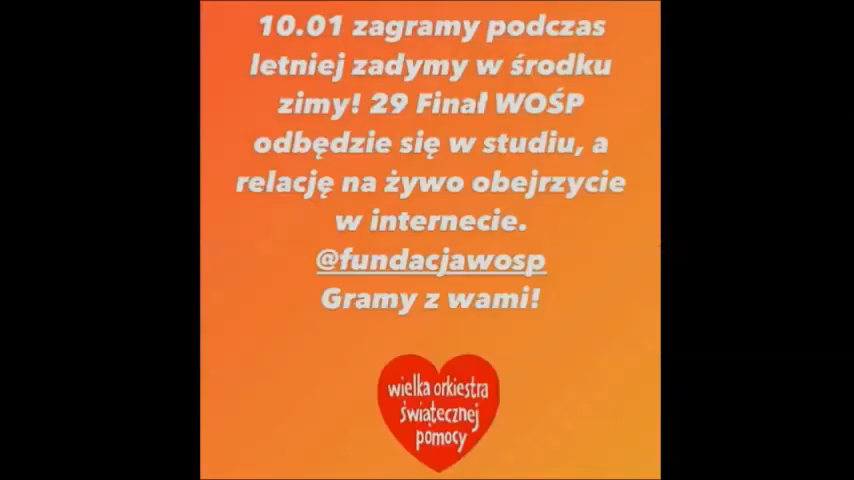 10.01 zagramy podczas
letniej zadymy w środku
zimy! 29 Finał WOŚP
odbędzie się w studiu, a
relację na żywo obejrzycie
w internecie.
@fundacjawosp
Gramy z wami!
wielka orkiestra
świątecznej
pomocy